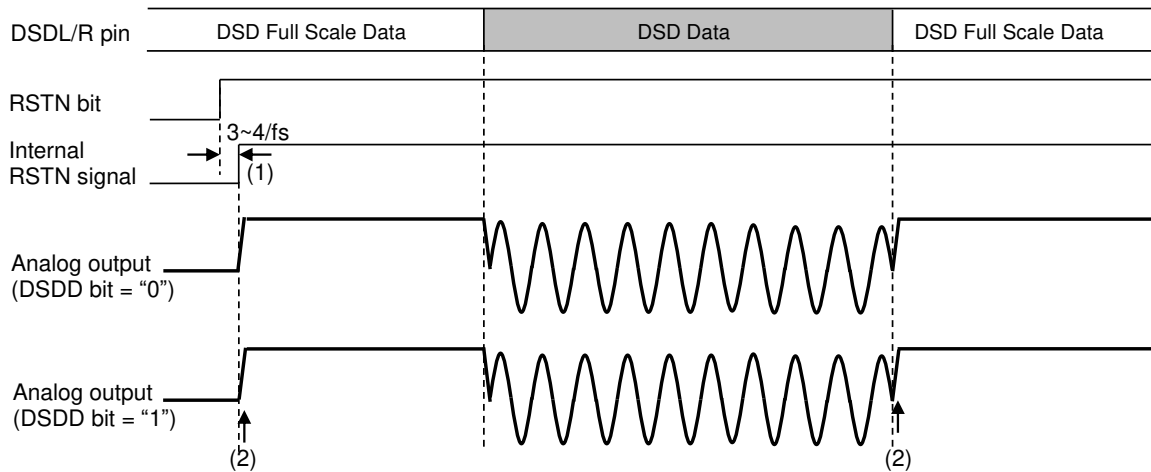 DSDL/R pin
DSD Full Scale Data
DSD Data
DSD Full Scale Data
RSTN bit
3~4/fs
Internal
RSTN signal
(1)
Analog output
(DSDD bit = “0”)
Analog output
(DSDD bit = “1”)
(2)
(2)